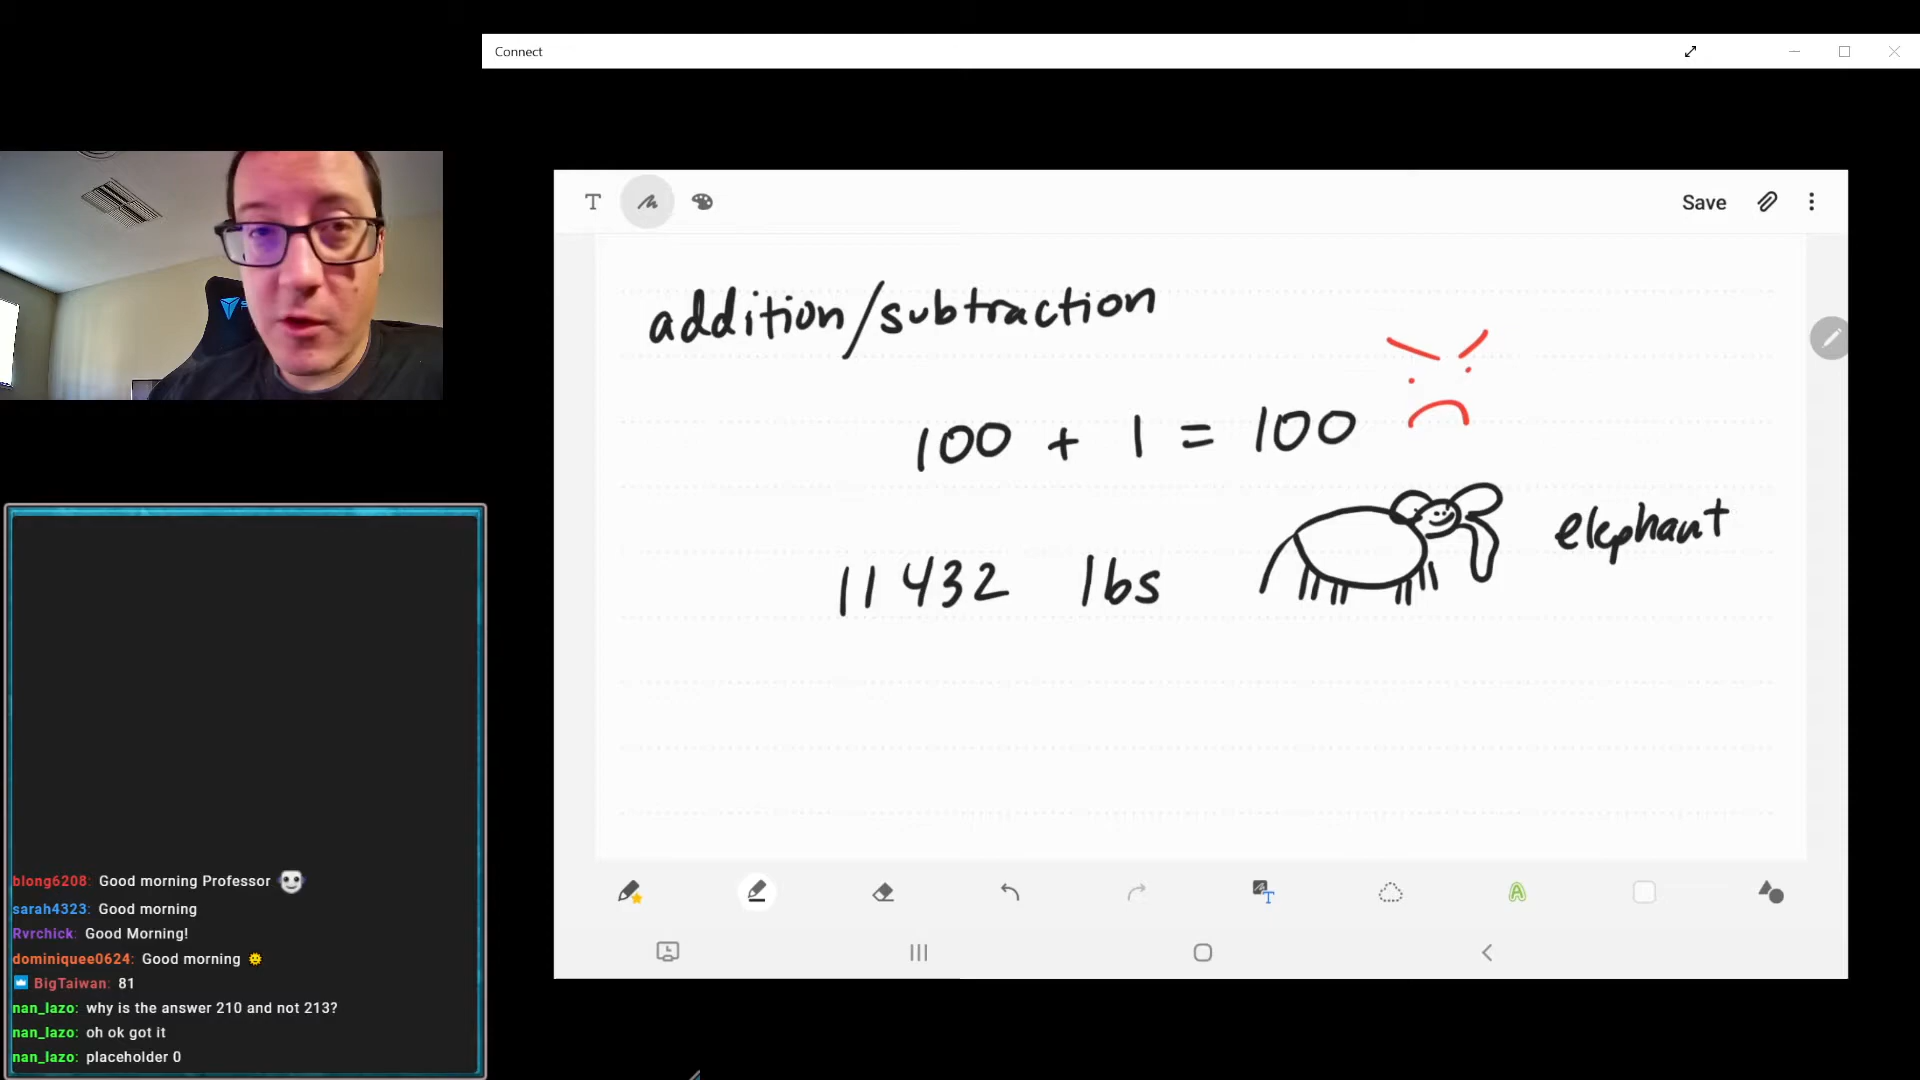 Connect
Save
addition/subtraction
100 + 1 = 100
elephant
11432 lbs
blong6208: Good morning Professor
sarah4323: Good morning
Rvrchick: Good Morning!
dominiquee0624: Good morning
BigTaiwan: 81
nan_lazo: why is the answer 210 and not 213?
nan_lazo: oh ok got it
nan_lazo: placeholder 0